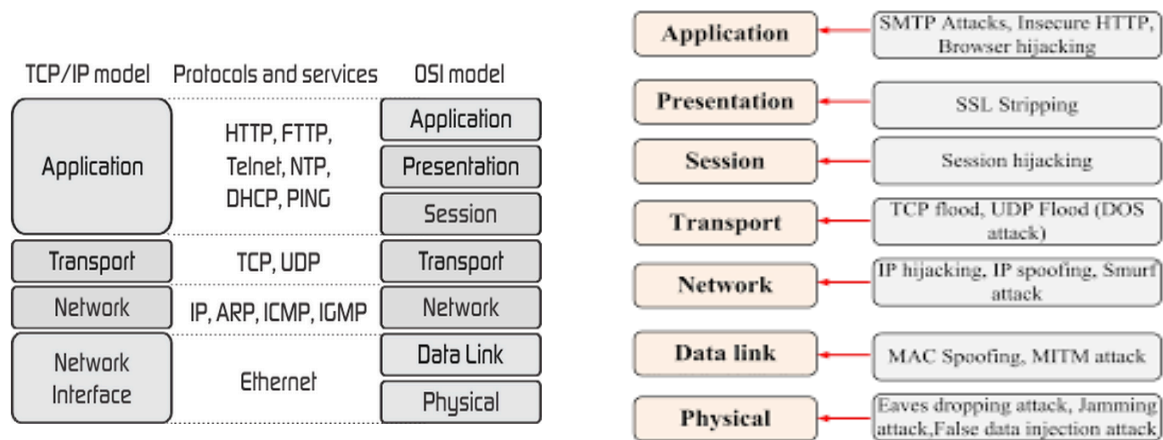 TCP/IP model
Protocols and services
OSI model
Application
HTTP, FTTP,
Telnet, NTP,
DHCP, PING
Application
Presentation
Session
Transport
TCP, UDP
Transport
Network
IP, ARP, ICMP, IGMP
Network
Network
Interface
Ethernet
Data Link
Physical
Application
SMTP Attacks, Insecure HTTP,
Browser hijacking
Presentation
SSL Stripping
Session
Session hijacking
Transport
TCP flood, UDP Flood (DOS
attack)
Network
IP hijacking, IP spoofing, Smurf
attack
Data link
MAC Spoofing, MITM attack
Physical
Eaves dropping attack, Jamming
attack,False data injection attack